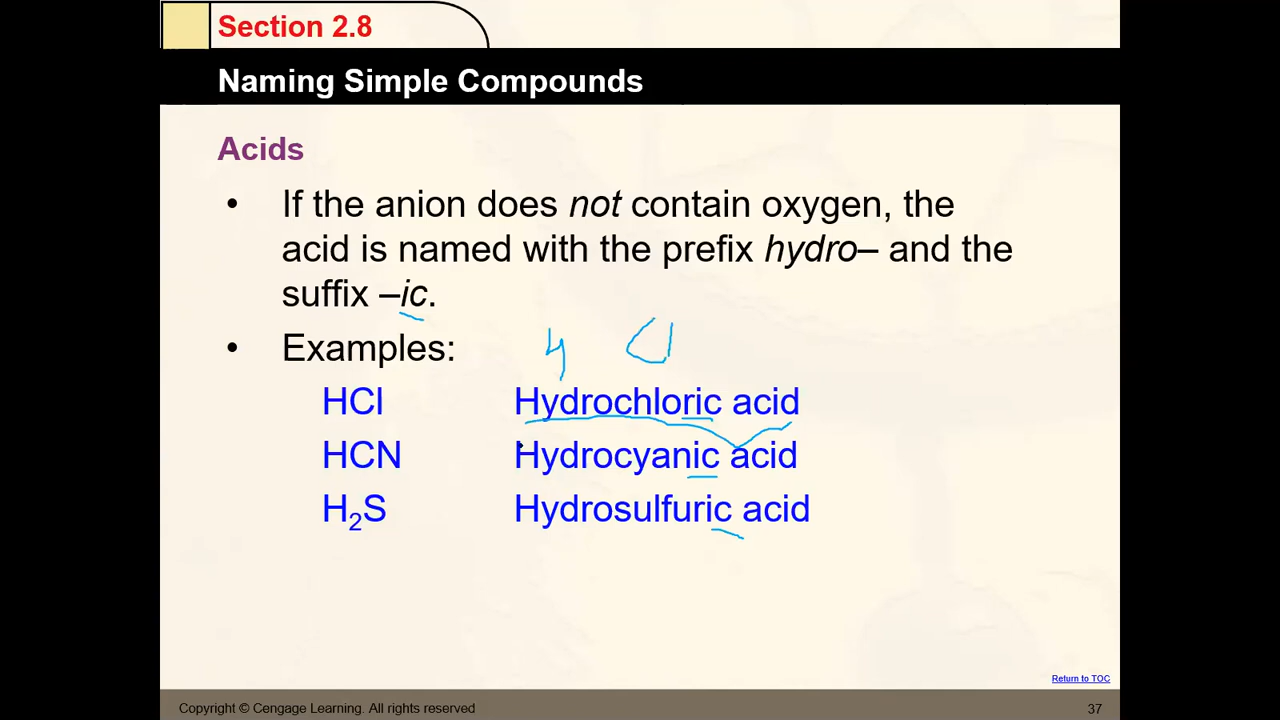 Section 2.8
Naming Simple Compounds
Acids
• If the anion does not contain oxygen, the
acid is named with the prefix hydro– and the
suffix –ic.
• Examples:
Cl
HCl Hydrochloric acid
HCN Hydrocyanic acid
H₂S Hydrosulfuric acid
Return to TOC
Copyright © Cengage Learning. All rights reserved 37